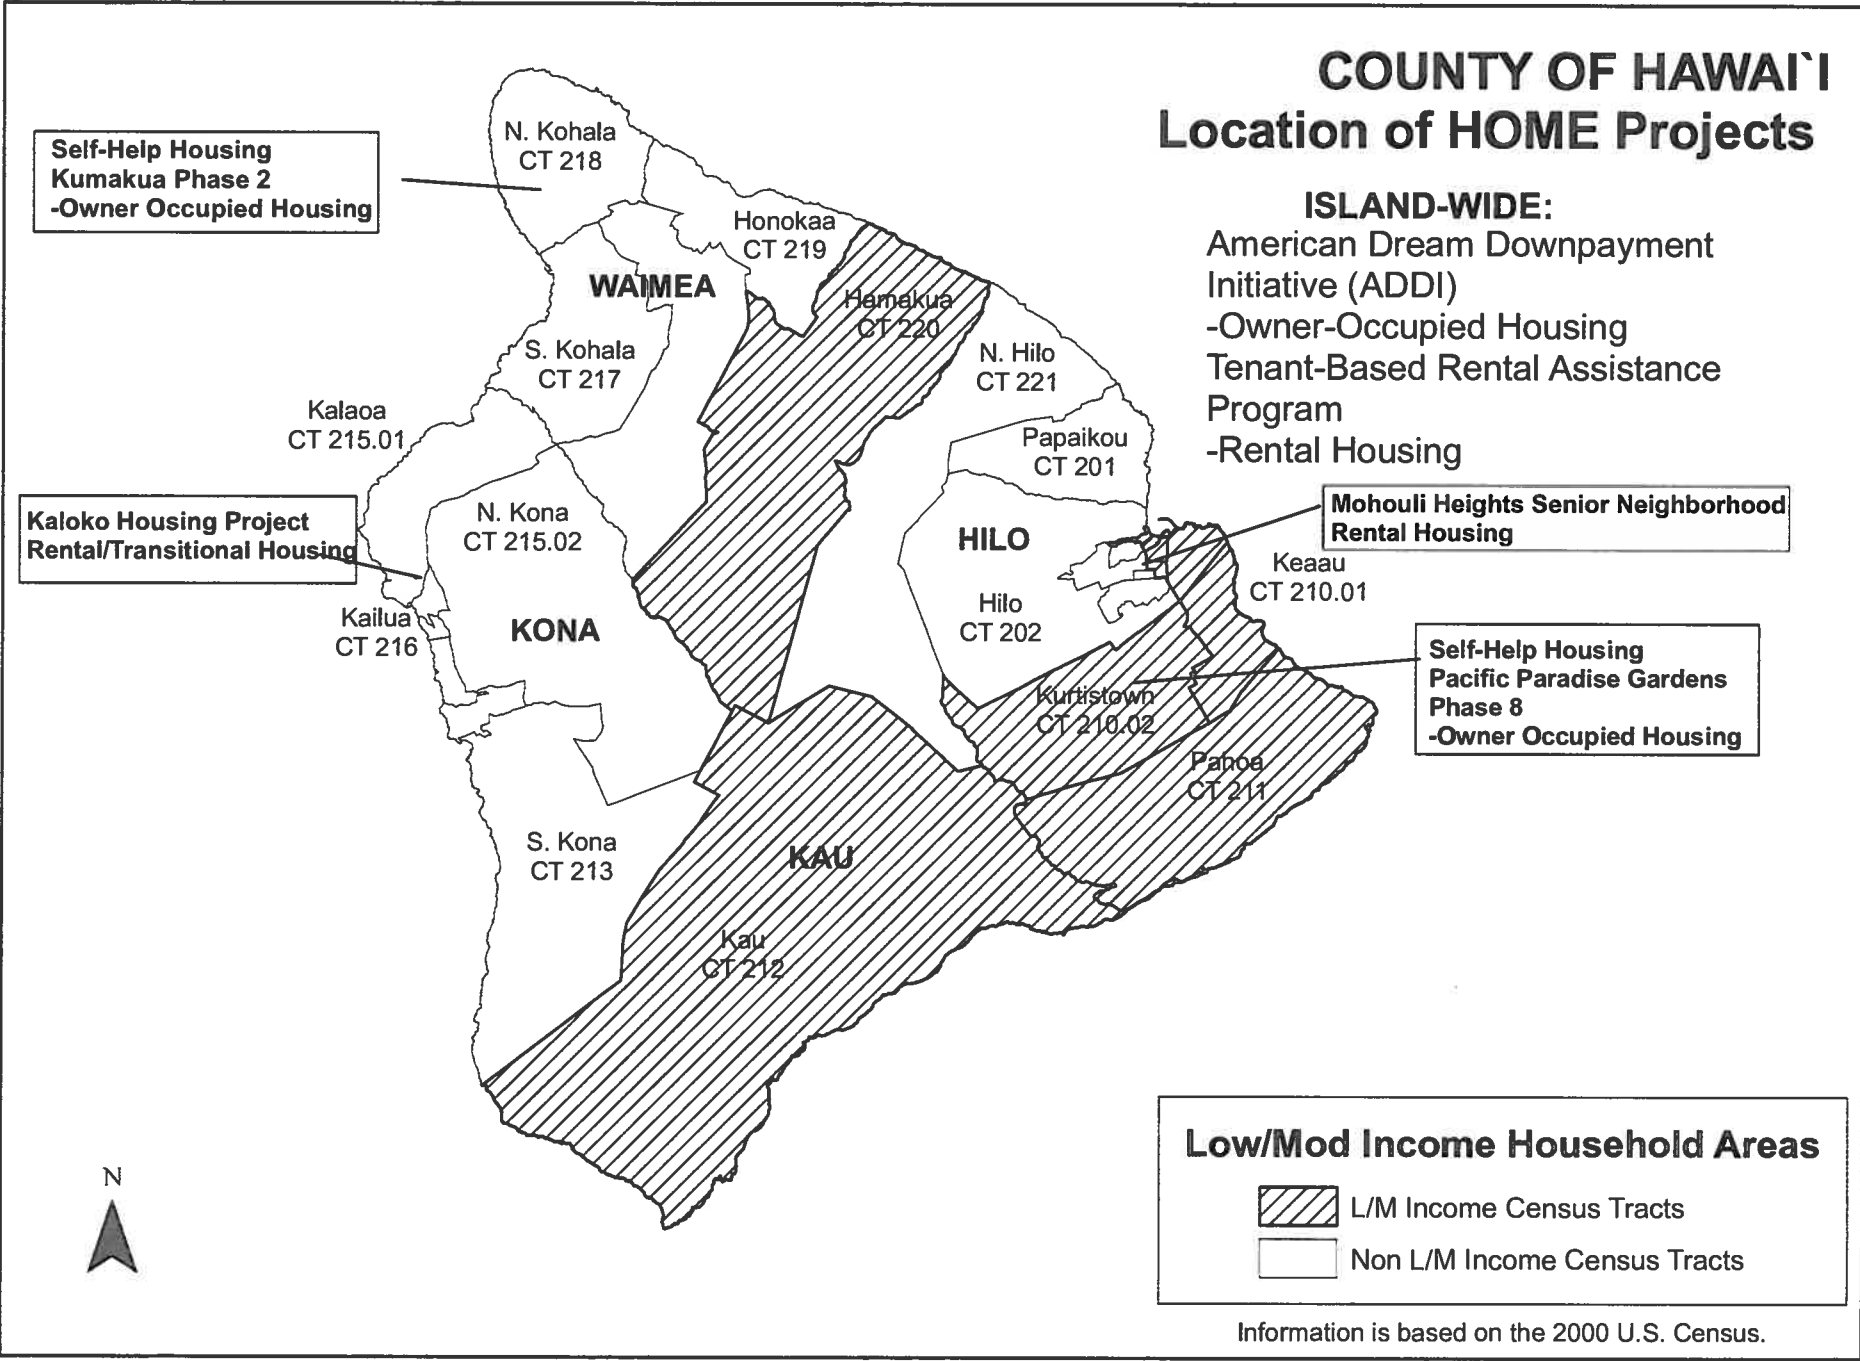 COUNTY OF HAWAI`I
Location of HOME Projects
ISLAND-WIDE:
American Dream Downpayment
Initiative (ADDI)
-Owner-Occupied Housing
Tenant-Based Rental Assistance
Program
-Rental Housing
Self-Help Housing
Kumakua Phase 2
-Owner Occupied Housing
N. Kohala
CT 218
Honokaa
CT 219
WAIMEA
Hamakua
CT 220
S. Kohala
CT 217
N. Hilo
CT 221
Kalaoa
CT 215.01
Papaikou
CT 201
Kaloko Housing Project
Rental/Transitional Housing
N. Kona
CT 215.02
HILO
Mohouli Heights Senior Neighborhood
Rental Housing
Keaau
CT 210.01
Kailua
CT 216
KONA
Hilo
CT 202
Self-Help Housing
Pacific Paradise Gardens
Phase 8
-Owner Occupied Housing
Kurtistown
CT 210.02
Pahoa
CT 211
S. Kona
CT 213
KAU
Kau
CT 212
N
Low/Mod Income Household Areas
L/M Income Census Tracts
Non L/M Income Census Tracts
Information is based on the 2000 U.S. Census.